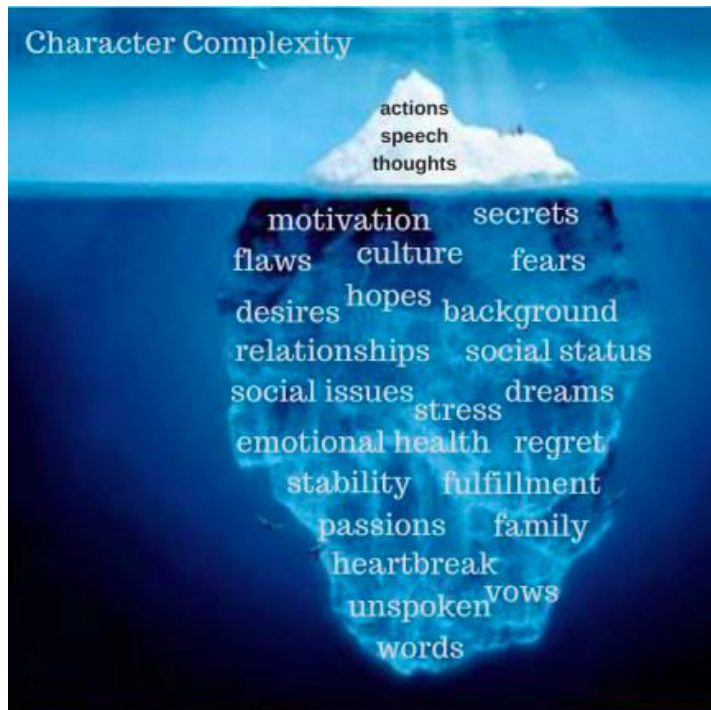 Character Complexity
actions
speech
thoughts
motivation secrets
flaws culture fears
hopes
desires background
relationships social status
social issues dreams
stress
emotional health regret
stability fulfillment
passions family
heartbreak
vows
unspoken
words